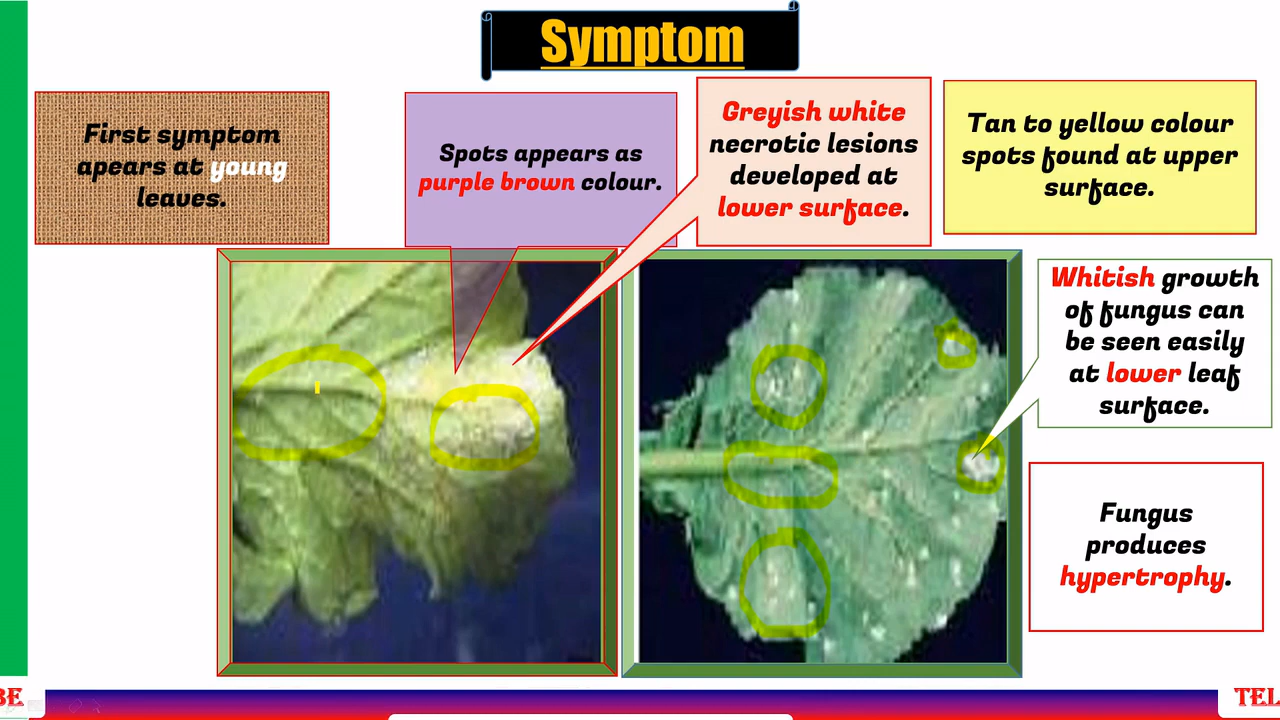 Symptom
First symptom
apears at young
leaves.
Spots appears as
purple brown colour.
Greyish white
necrotic lesions
developed at
lower surface.
Tan to yellow colour
spots found at upper
surface.
Whitish growth
of fungus can
be seen easily
at lower leaf
surface.
Fungus
produces
hypertrophy.
BE
TEL